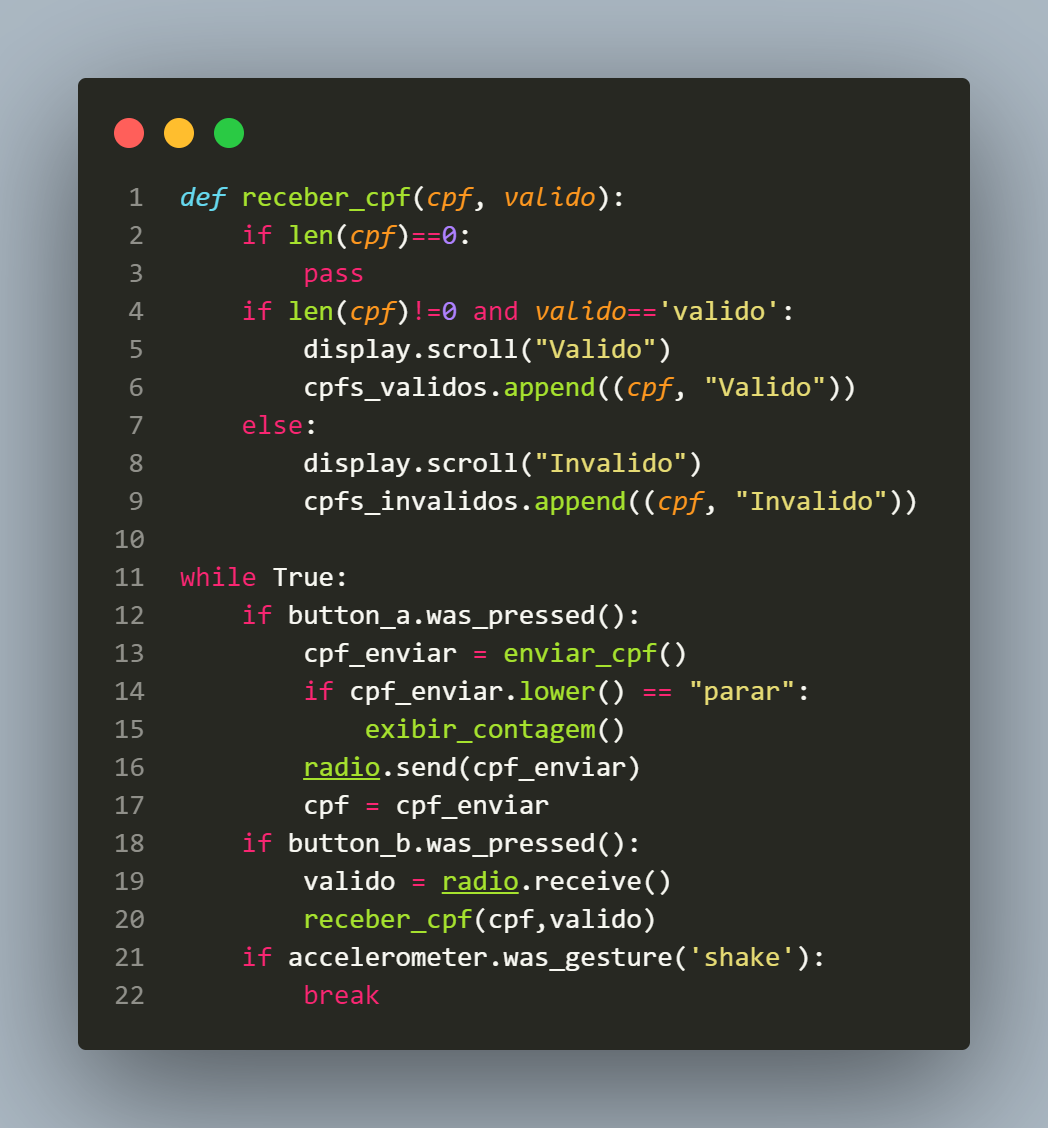 1 def receber_cpf(cpf, valido):
2     if len(cpf)==0:
3         pass
4     if len(cpf)!=0 and valido=='valido':
5         display.scroll("Valido")
6         cpfs_validos.append((cpf, "Valido"))
7     else:
8         display.scroll("Invalido")
9         cpfs_invalidos.append((cpf, "Invalido"))
10
11 while True:
12     if button_a.was_pressed():
13         cpf_enviar = enviar_cpf()
14         if cpf_enviar.lower() == "parar":
15             exibir_contagem()
16         radio.send(cpf_enviar)
17         cpf = cpf_enviar
18     if button_b.was_pressed():
19         valido = radio.receive()
20         receber_cpf(cpf,valido)
21     if accelerometer.was_gesture('shake'):
22         break